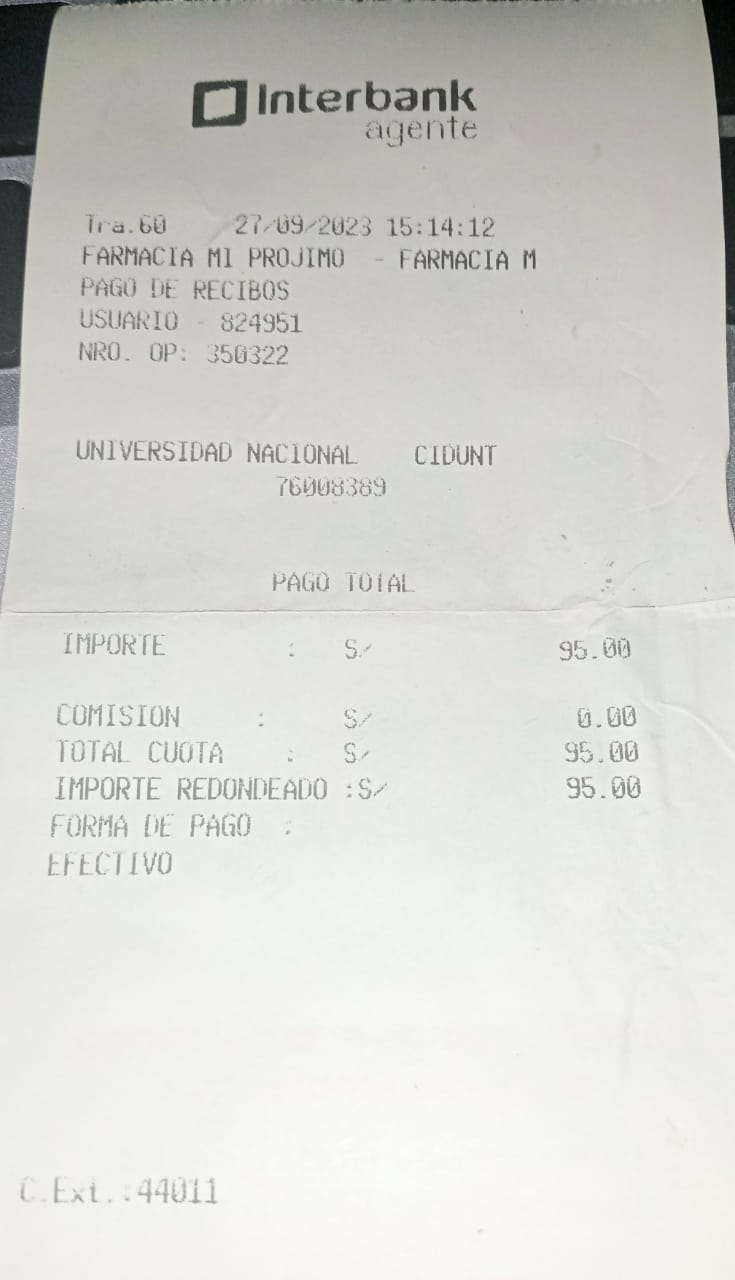 Interbank
agente
Tra.60 27/09/2023 15:14:12
FARMACIA MI PROJIMO - FARMACIA M
PAGO DE RECIBOS
USUARIO - 824951
NRO. OP: 350322
UNIVERSIDAD NACIONAL CIDUNT
76008389
PAGO TOTAL
IMPORTE : S/ 95.00
COMISION : S/ 0.00
TOTAL CUOTA : S/ 95.00
IMPORTE REDONDEADO :S/ 95.00
FORMA DE PAGO :
EFECTIVO
C.Ext.:44011